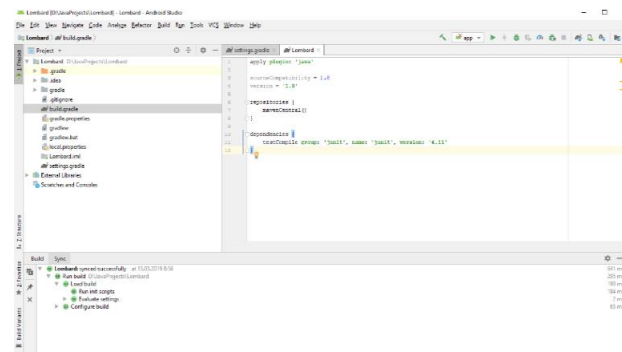 Lombard [D:\JavaProjects\Lombard] - Lombard - Android Studio
File Edit View Navigate Code Analyze Refactor Build Run Tools VCS Window Help
Lombard build.gradle
app
Project
settings.gradle
Lombard
1: Project
Lombard D:\JavaProjects\Lombard
.gradle
.idea
gradle
.gitignore
build.gradle
gradle.properties
gradlew
gradlew.bat
local.properties
Lombard.iml
settings.gradle
External Libraries
Scratches and Consoles
apply plugin: 'java'
sourceCompatibility = 1.8
version = '1.0'
repositories {
mavenCentral()
}
dependencies {
testCompile group: 'junit', name: 'junit', version: '4.11'
}
Z: Structure
2: Favorites
Build Variants
Build Sync
Lombard: synced successfully
Run build D:\JavaProjects\Lombard
Load build
Run init scripts
Evaluate settings
Configure build